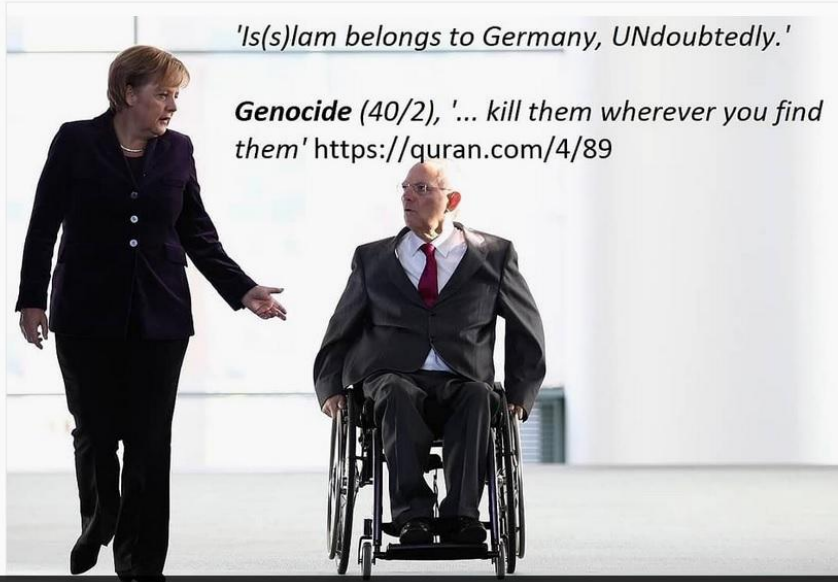 'Is(s)lam belongs to Germany, UNdoubtedly.'
Genocide (40/2), '... kill them wherever you find
them' https://quran.com/4/89